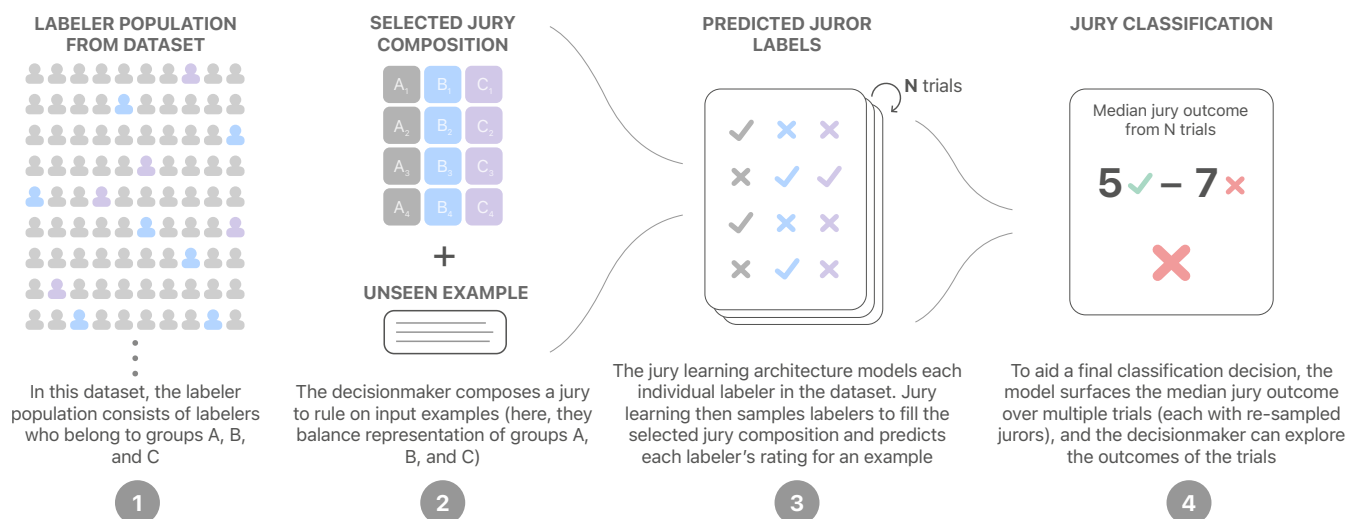 LABELER POPULATION
FROM DATASET
In this dataset, the labeler
population consists of labelers
who belong to groups A, B,
and C
1
SELECTED JURY
COMPOSITION
A₁ B₁ C₁
A₂ B₂ C₂
A₃ B₃ C₃
A₄ B₄ C₄
+
UNSEEN EXAMPLE
The decisionmaker composes a jury
to rule on input examples (here, they
balance representation of groups A,
B, and C)
2
PREDICTED JUROR
LABELS
N trials
The jury learning architecture models each
individual labeler in the dataset. Jury
learning then samples labelers to fill the
selected jury composition and predicts
each labeler's rating for an example
3
JURY CLASSIFICATION
Median jury outcome
from N trials
5 ✓ – 7 ×
To aid a final classification decision, the
model surfaces the median jury outcome
over multiple trials (each with re-sampled
jurors), and the decisionmaker can explore
the outcomes of the trials
4